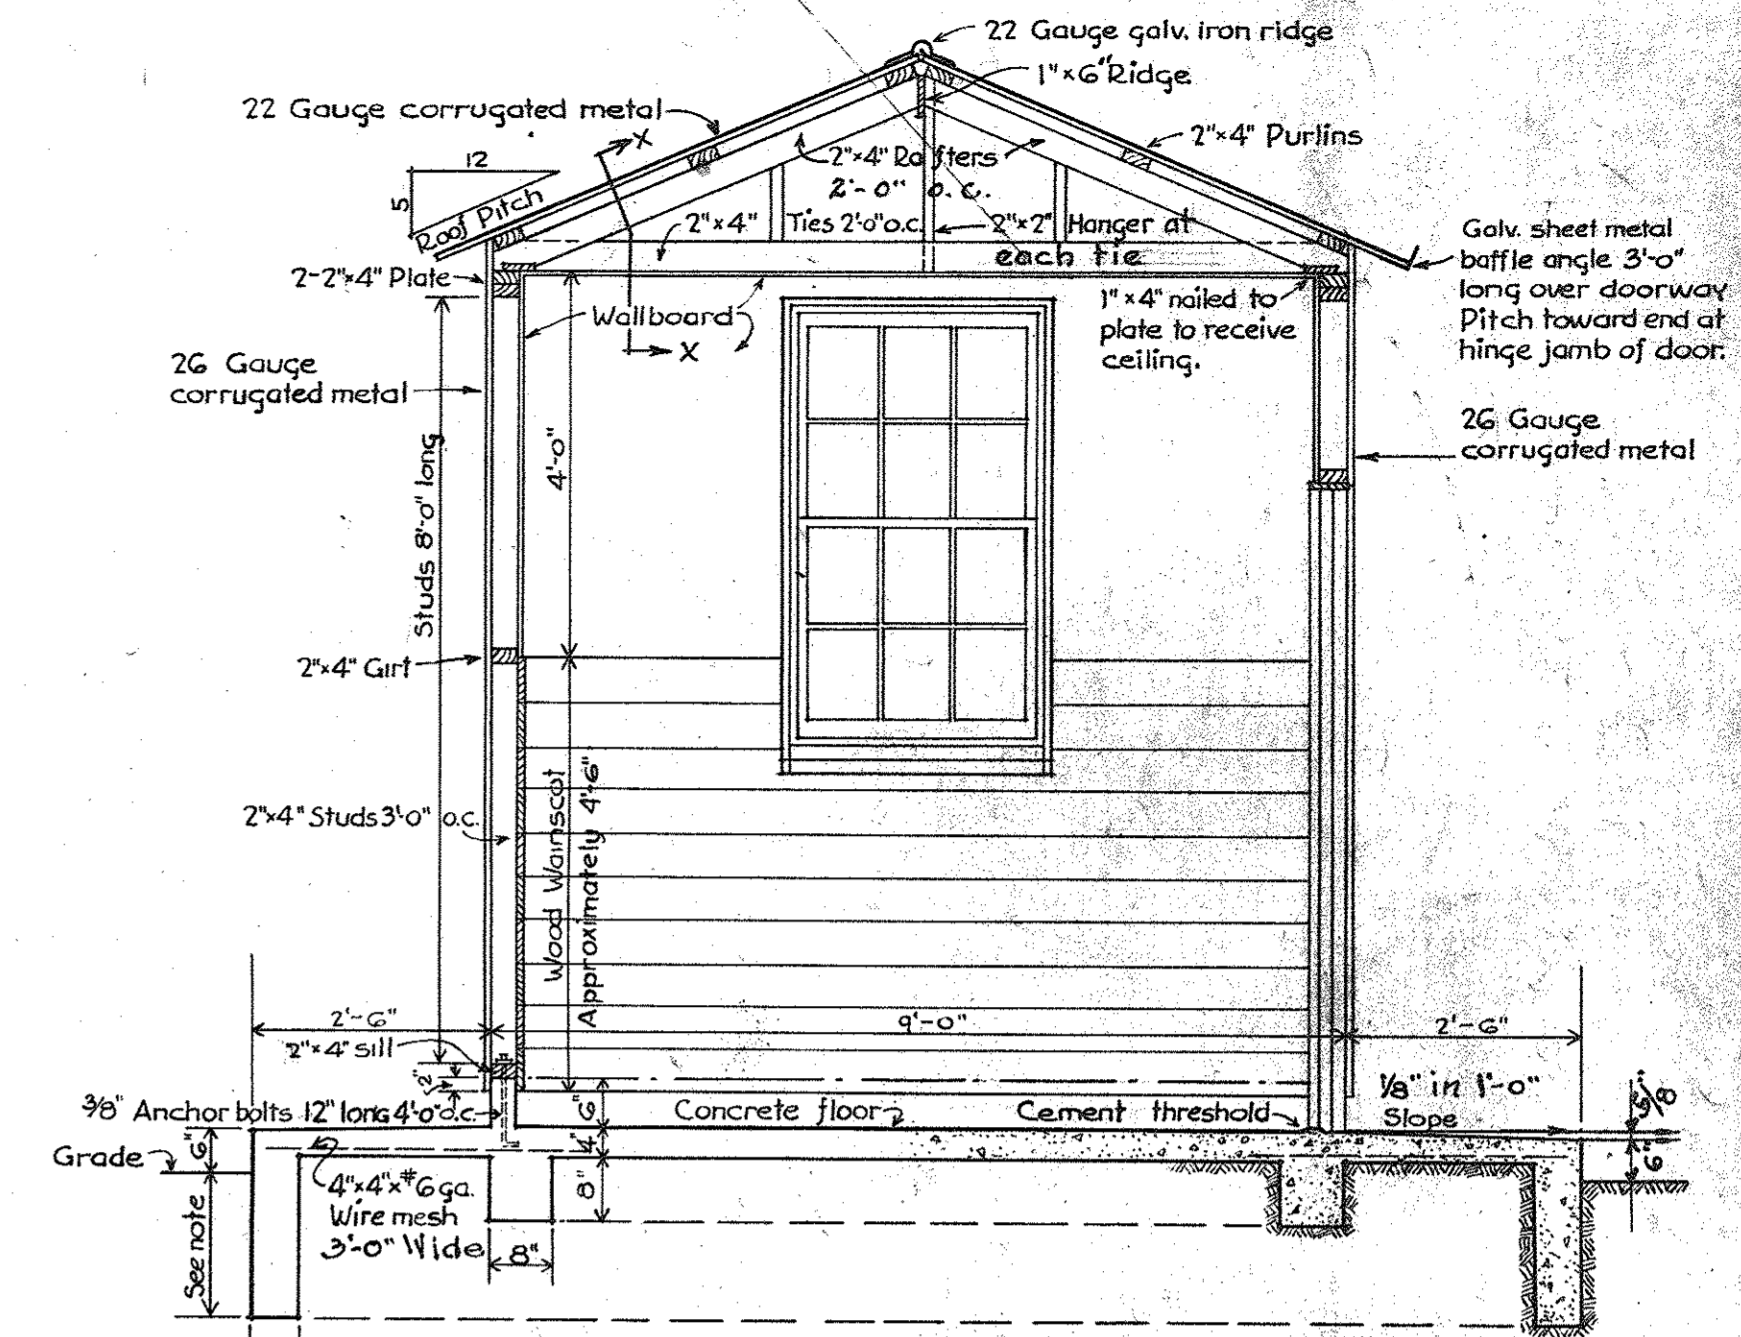 22 Gauge galv. iron ridge
1"×6" Ridge
22 Gauge corrugated metal
X
2"×4" Purlins
12
5
Roof Pitch
2"×4" Rafters
2'-0" o.c.
2"×4" Ties 2'-0" o.c.
2"×2" Hanger at
each tie
Galv. sheet metal
baffle angle 3'-0"
long over doorway
Pitch toward end at
hinge jamb of door.
2-2"×4" Plate
Wallboard
X
1"×4" nailed to
plate to receive
ceiling.
26 Gauge
corrugated metal
26 Gauge
corrugated metal
4'-0"
Studs 8'-0" long
2"×4" Girt
2"×4" Studs 3'-0" o.c.
Wood Wainscot
Approximately 4'-6"
2'-6"
9'-0"
2'-6"
2"×4" sill
2"
3/8" Anchor bolts 12" long 4'-0" o.c.
6"
Concrete floor
Cement threshold
1/8" in 1'-0"
Slope
6"
4"
Grade
4"×4"×#6 ga.
Wire mesh
3'-0" Wide
8"
8"
6"
See note